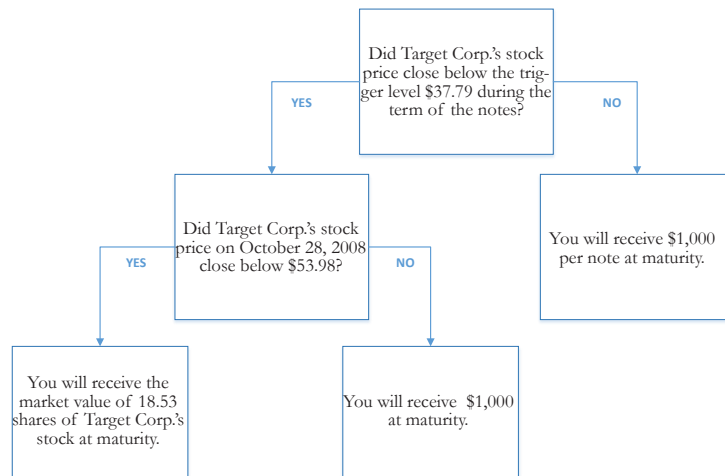 Did Target Corp.'s stock
price close below the trig-
ger level $37.79 during the
term of the notes?
YES
NO
Did Target Corp.'s stock
price on October 28, 2008
close below $53.98?
You will receive $1,000
per note at maturity.
YES
NO
You will receive the
market value of 18.53
shares of Target Corp.'s
stock at maturity.
You will receive $1,000
at maturity.